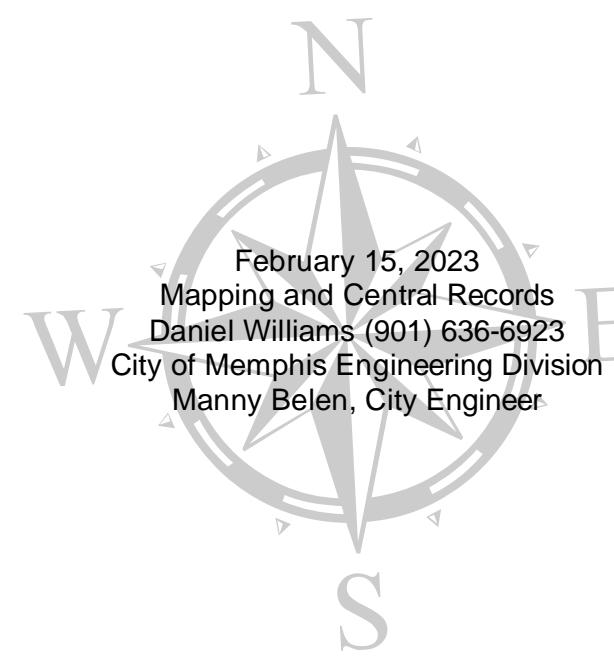 N
February 15, 2023
Mapping and Central Records
Daniel Williams (901) 636-6923
W E
City of Memphis Engineering Division
Manny Belen, City Engineer
S